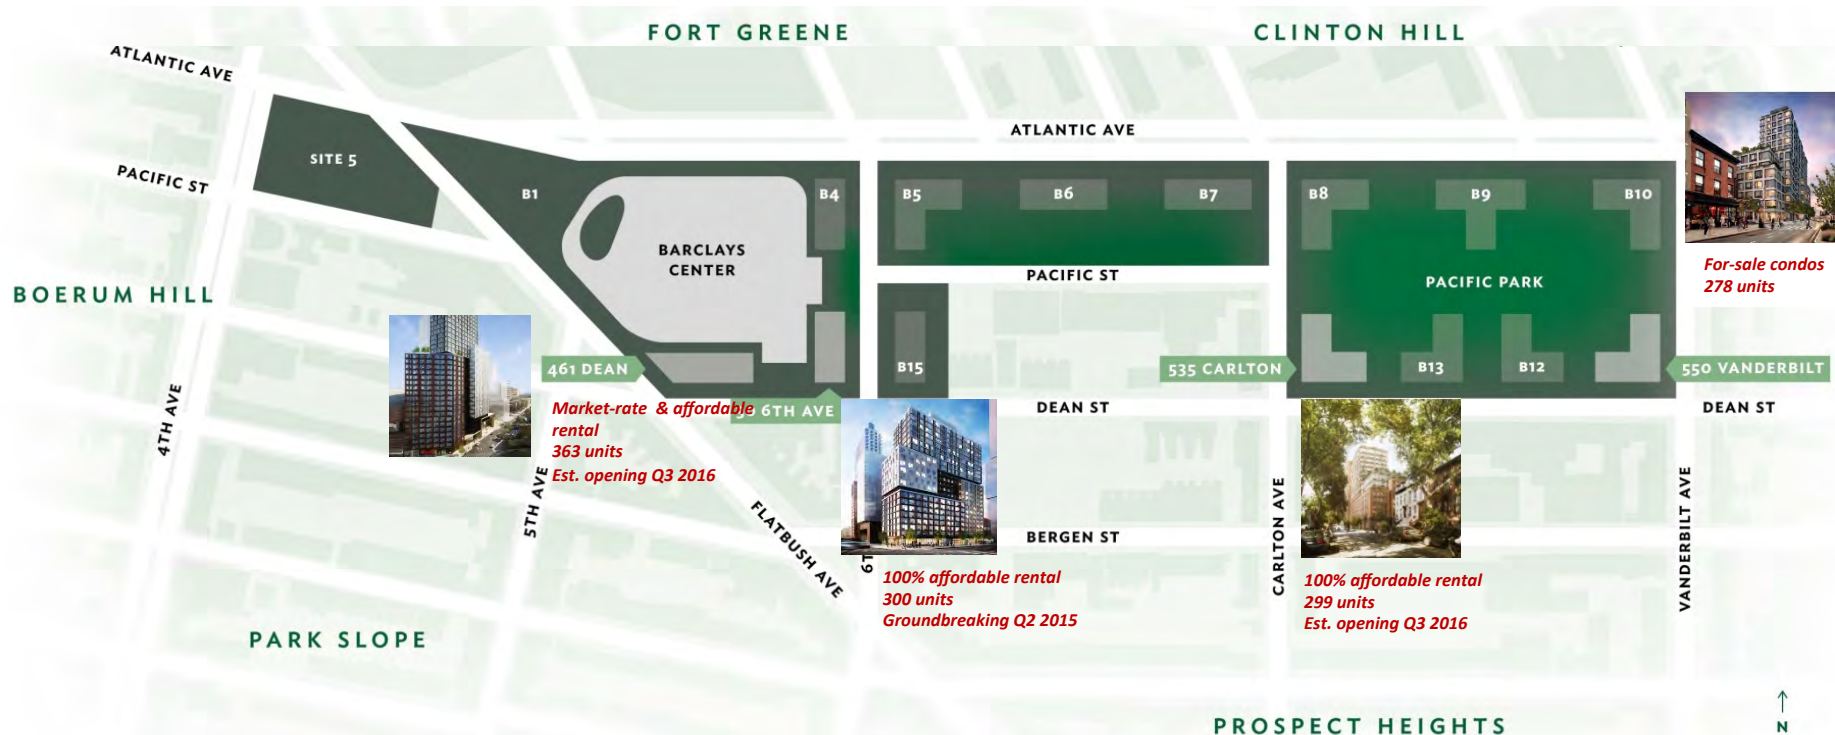 FORT GREENE
CLINTON HILL
ATLANTIC AVE
ATLANTIC AVE
SITE 5
PACIFIC ST
B1
B4
B5
B6
B7
B8
B9
B10
BARCLAYS
CENTER
PACIFIC ST
PACIFIC PARK
For-sale condos
278 units
BOERUM HILL
461 DEAN
B15
535 CARLTON
B13
B12
550 VANDERBILT
Market-rate & affordable
rental
363 units
Est. opening Q3 2016
6TH AVE
DEAN ST
DEAN ST
4TH AVE
5TH AVE
FLATBUSH AVE
BERGEN ST
CARLTON AVE
VANDERBILT AVE
100% affordable rental
300 units
Groundbreaking Q2 2015
100% affordable rental
299 units
Est. opening Q3 2016
PARK SLOPE
PROSPECT HEIGHTS
N